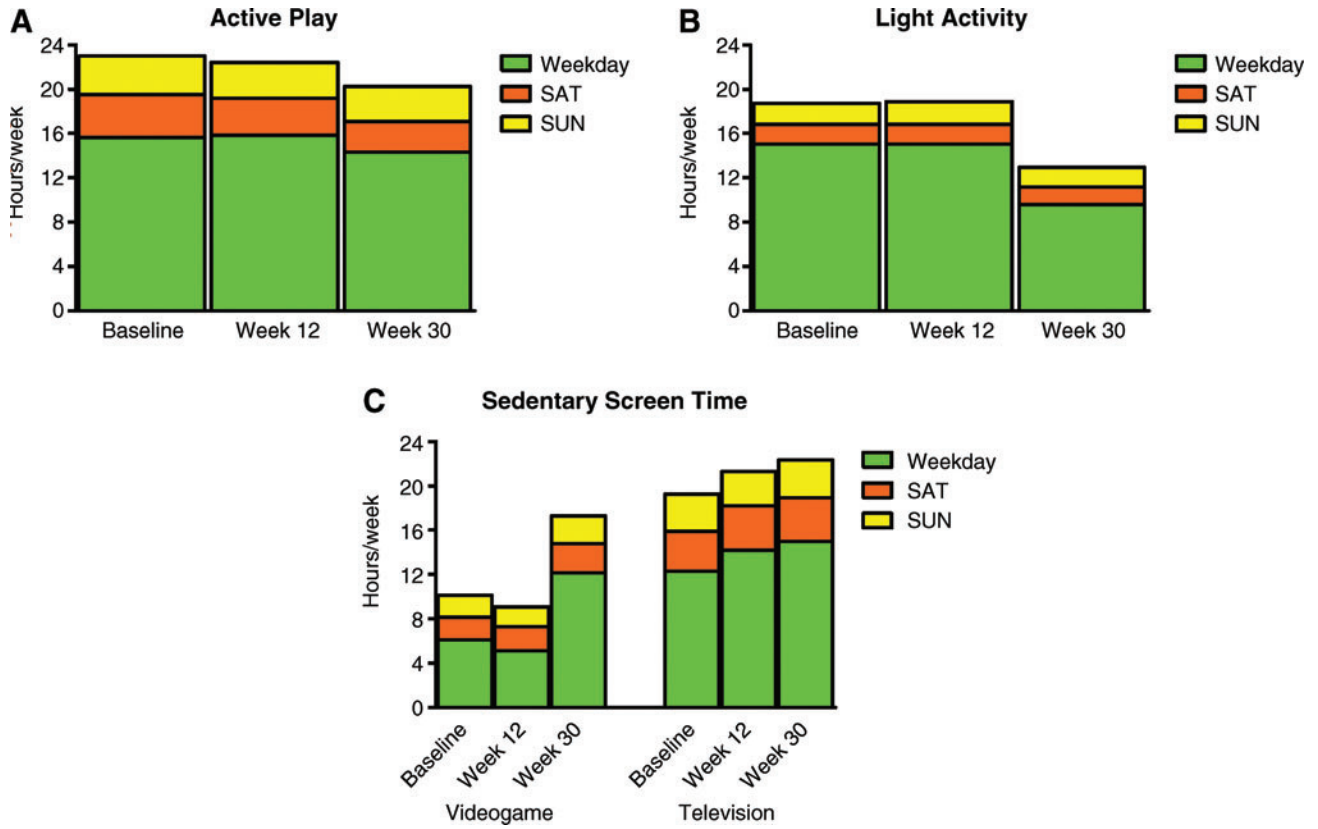 A
Active Play
24
20
16
12
8
4
0
Hours/week
Baseline
Week 12
Week 30
Weekday
SAT
SUN
B
Light Activity
24
20
16
12
8
4
0
Hours/week
Baseline
Week 12
Week 30
Weekday
SAT
SUN
C
Sedentary Screen Time
24
20
16
12
8
4
0
Hours/week
Baseline
Week 12
Week 30
Videogame
Baseline
Week 12
Week 30
Television
Weekday
SAT
SUN